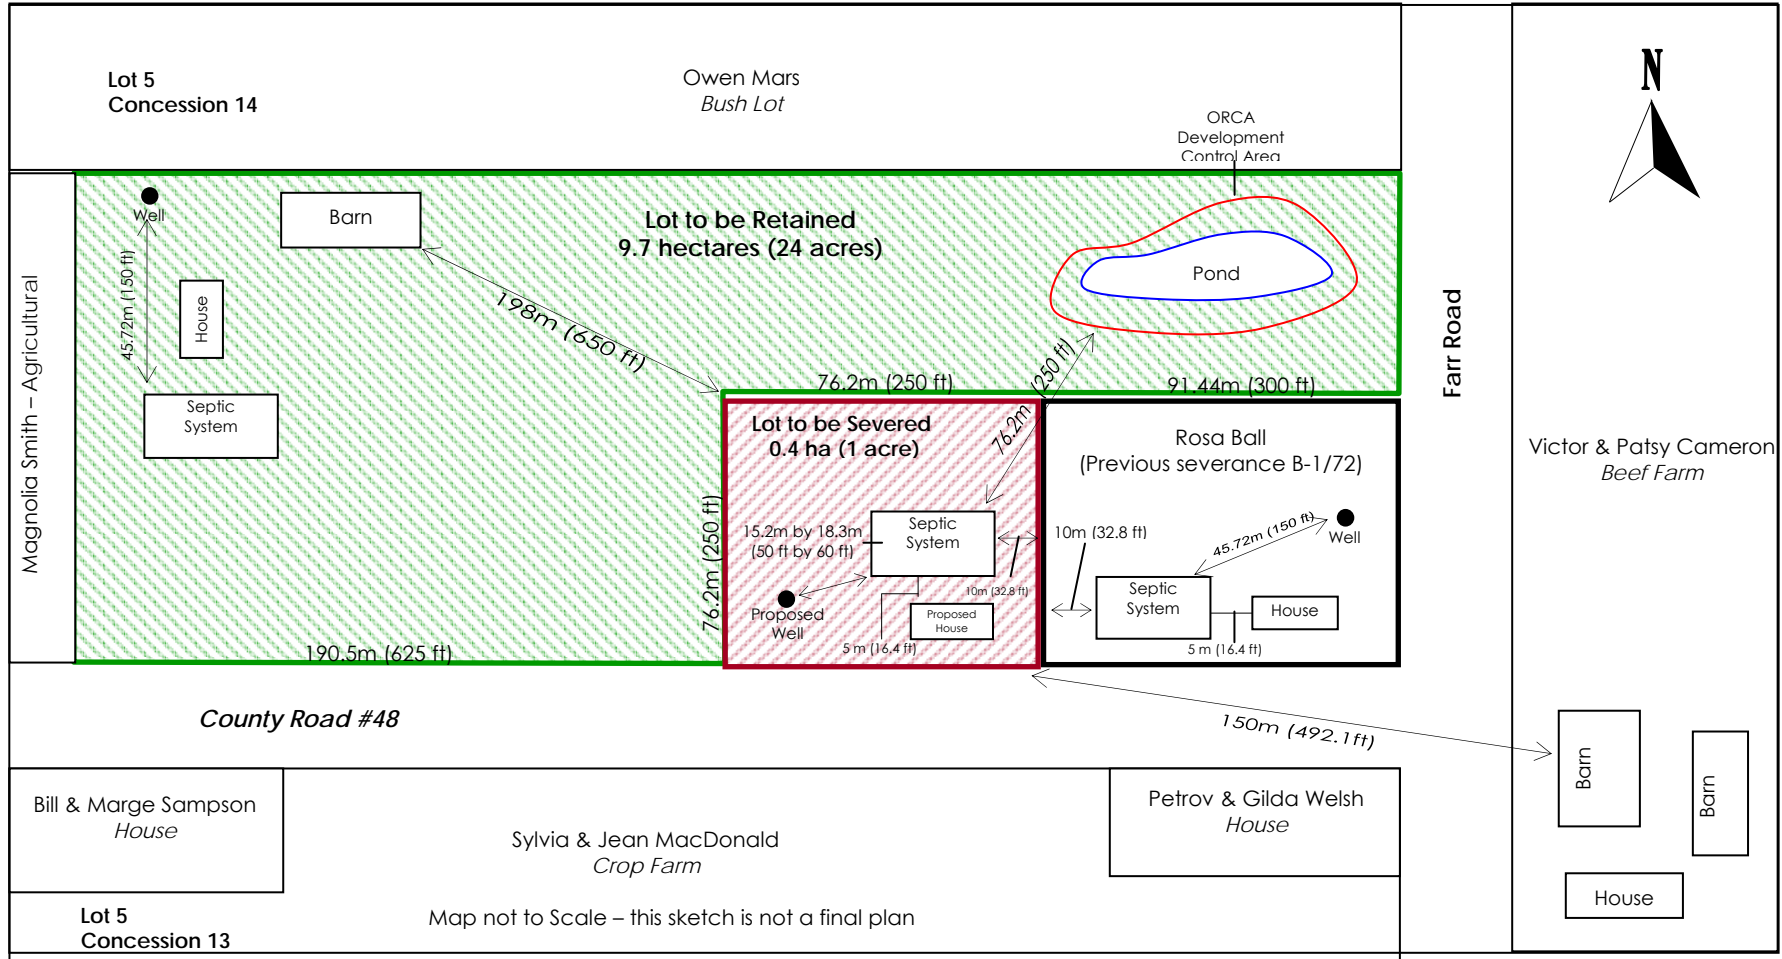 Lot 5
Concession 14
Owen Mars
Bush Lot
ORCA
Development
Control Area
N
Well
Barn
Lot to be Retained
9.7 hectares (24 acres)
Pond
45.72m (150 ft)
House
198m (650 ft)
Septic
System
Magnolia Smith – Agricultural
76.2m (250 ft)
76.2m (250 ft)
91.44m (300 ft)
Farr Road
Lot to be Severed
0.4 ha (1 acre)
Rosa Ball
(Previous severance B-1/72)
Victor & Patsy Cameron
Beef Farm
76.2m (250 ft)
15.2m by 18.3m
(50 ft by 60 ft)
Septic
System
10m (32.8 ft)
10m (32.8 ft)
45.72m (150 ft)
Well
Proposed
Well
Proposed
House
5 m (16.4 ft)
Septic
System
House
5 m (16.4 ft)
190.5m (625 ft)
County Road #48
150m (492.1ft)
Barn
Barn
House
Bill & Marge Sampson
House
Sylvia & Jean MacDonald
Crop Farm
Petrov & Gilda Welsh
House
Lot 5
Concession 13
Map not to Scale – this sketch is not a final plan